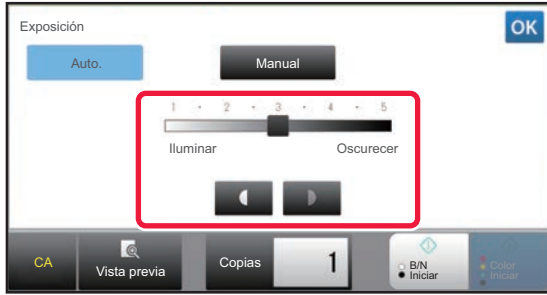 Exposición
OK
Auto.
Manual
1 · 2 · 3 · 4 · 5
Iluminar
Oscurecer
CA
Vista previa
Copias
1
B/N
Iniciar
Color
Iniciar